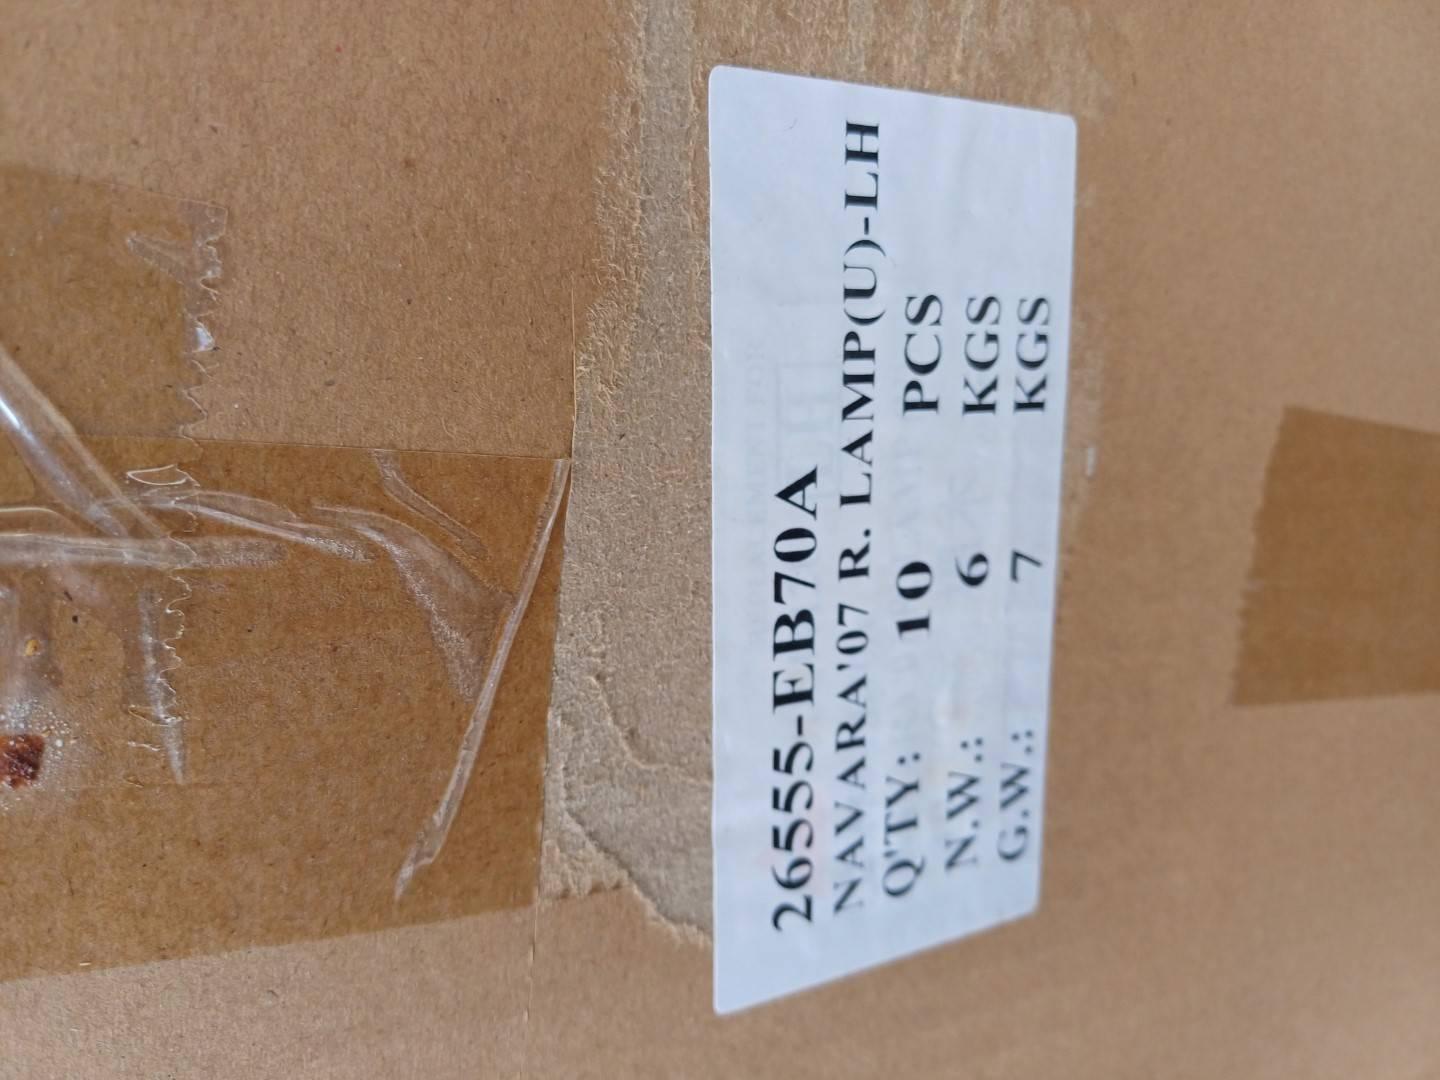 26555-EB70A
NAVARA'07 R. LAMP(U)-LH
Q'TY: 10 PCS
N.W.: 6 KGS
G.W.: 7 KGS